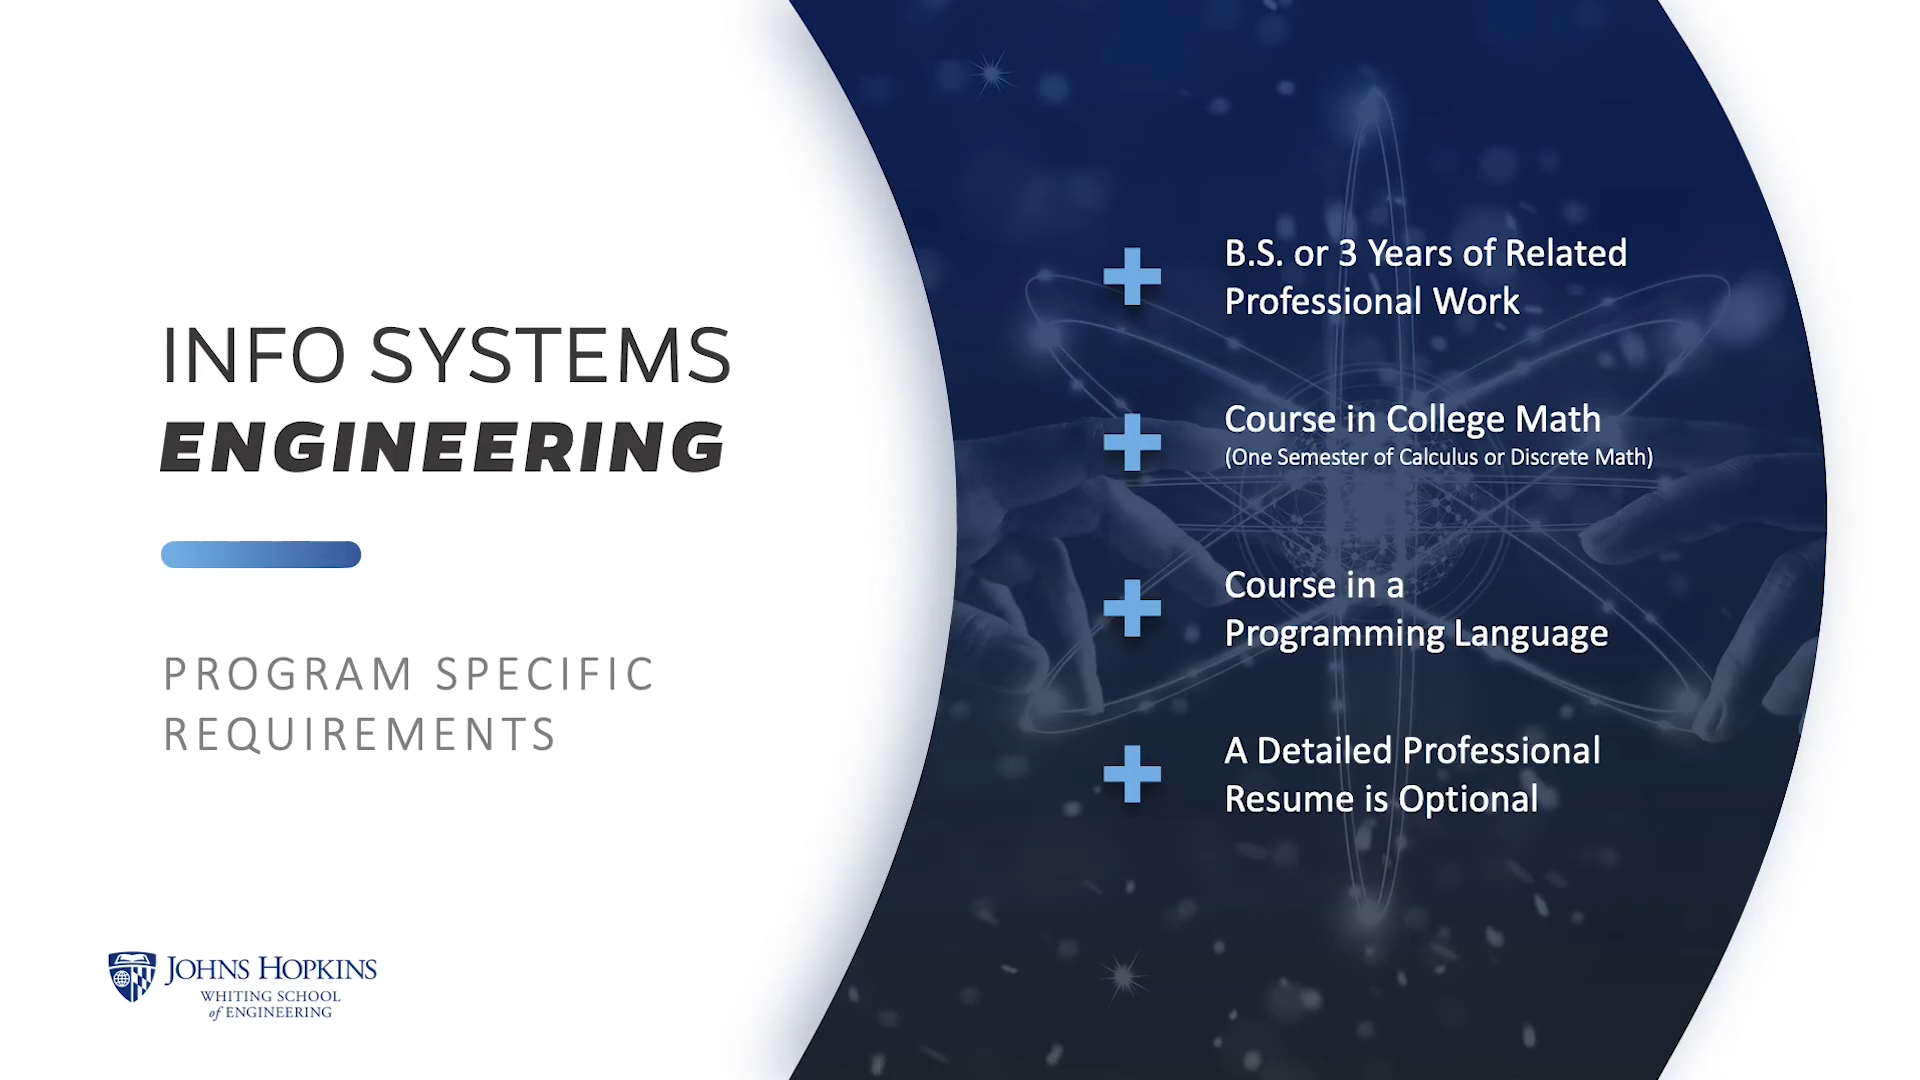 INFO SYSTEMS
ENGINEERING
PROGRAM SPECIFIC
REQUIREMENTS
JOHNS HOPKINS
WHITING SCHOOL
of ENGINEERING
B.S. or 3 Years of Related
Professional Work
Course in College Math
(One Semester of Calculus or Discrete Math)
Course in a
Programming Language
A Detailed Professional
Resume is Optional